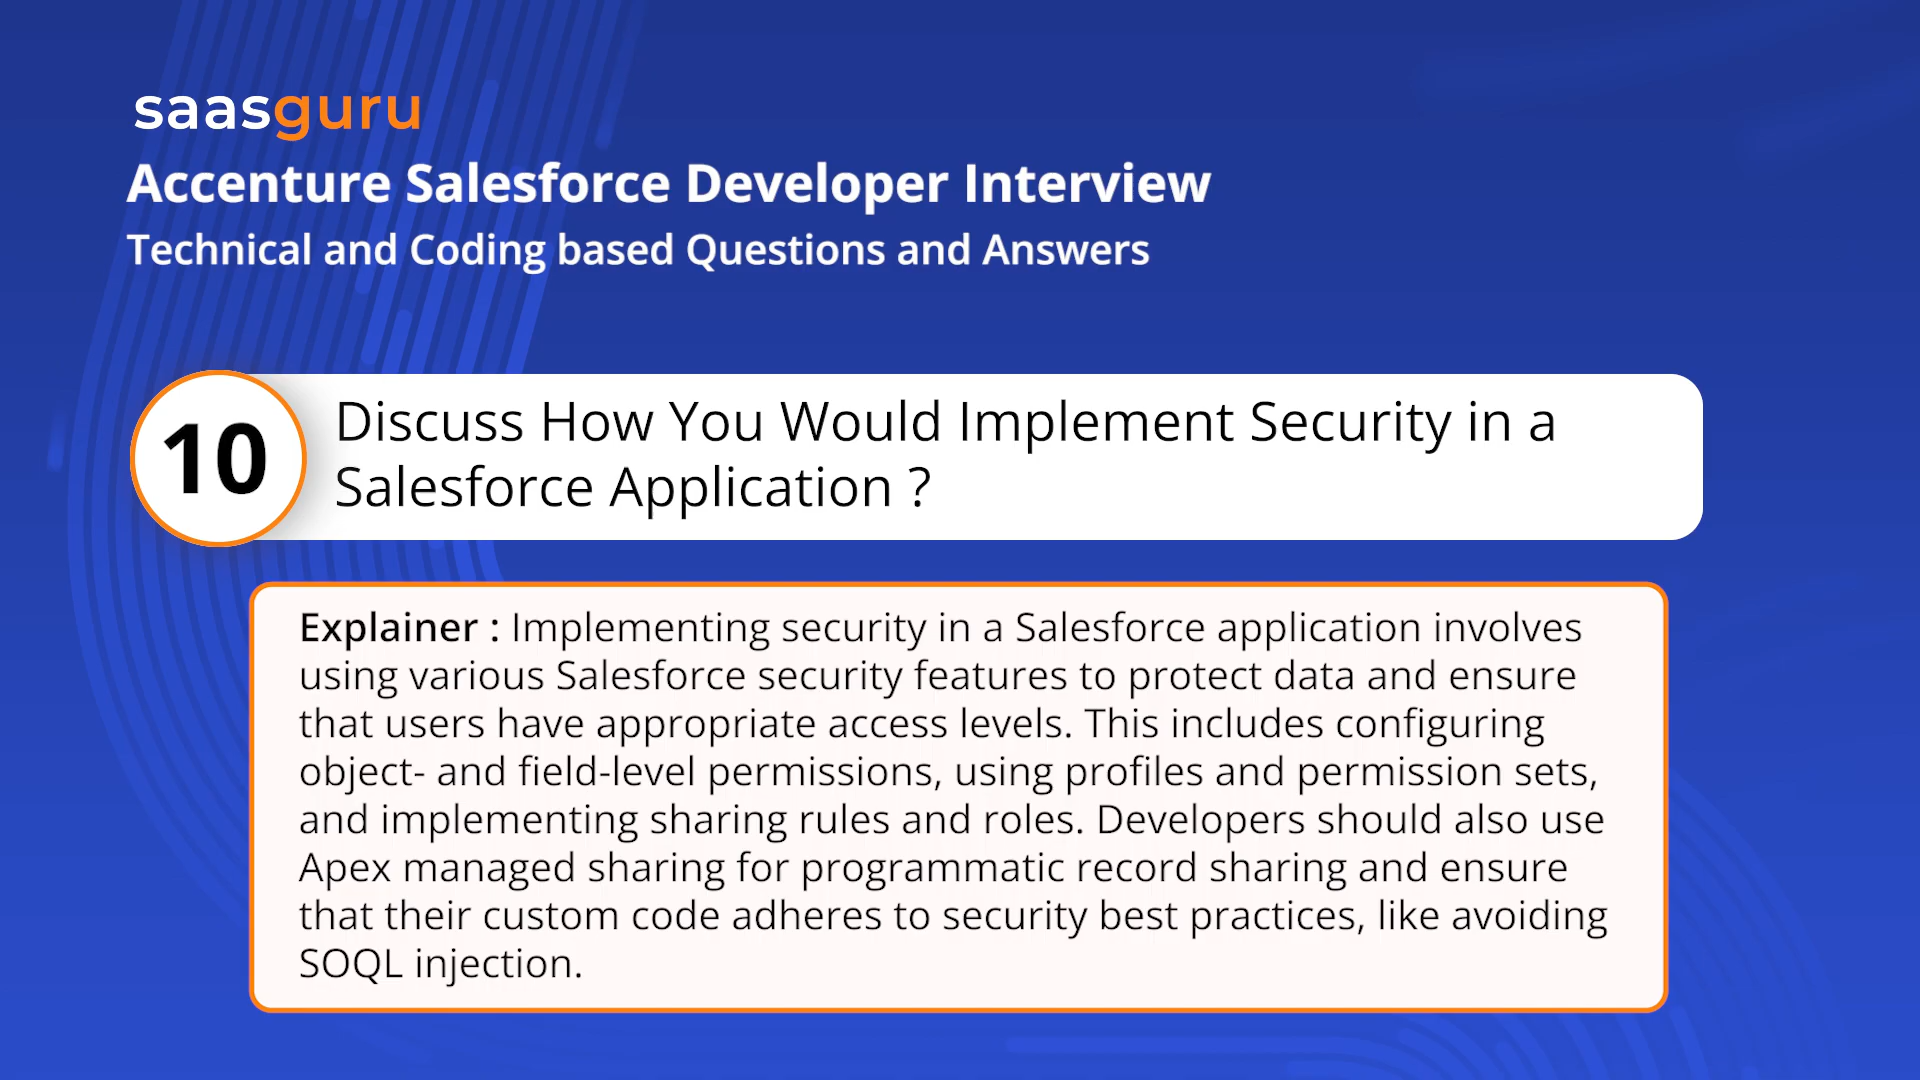 saasguru
Accenture Salesforce Developer Interview
Technical and Coding based Questions and Answers
10
Discuss How You Would Implement Security in a
Salesforce Application ?
Explainer : Implementing security in a Salesforce application involves
using various Salesforce security features to protect data and ensure
that users have appropriate access levels. This includes configuring
object- and field-level permissions, using profiles and permission sets,
and implementing sharing rules and roles. Developers should also use
Apex managed sharing for programmatic record sharing and ensure
that their custom code adheres to security best practices, like avoiding
SOQL injection.